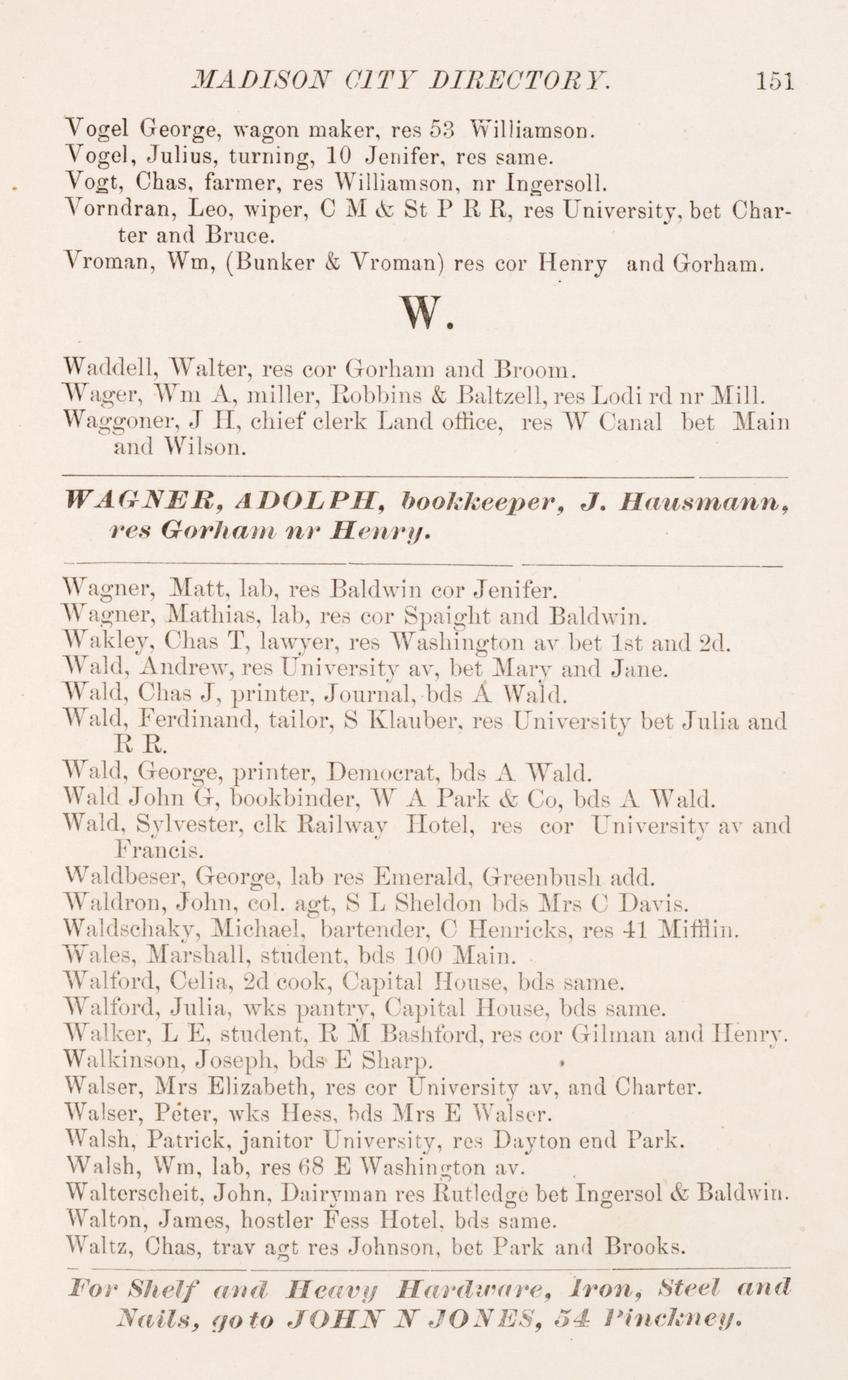 MADISON CITY DIRECTORY. 151
Vogel George, wagon maker, res 53 Williamson.
Vogel, Julius, turning, 10 Jenifer, res same.
Vogt, Chas, farmer, res Williamson, nr Ingersoll.
Vorndran, Leo, wiper, C M & St P R R, res University, bet Char-
ter and Bruce.
Vroman, Wm, (Bunker & Vroman) res cor Henry and Gorham.
W.
Waddell, Walter, res cor Gorham and Broom.
Wager, Wm A, miller, Robbins & Baltzell, res Lodi rd nr Mill.
Waggoner, J H, chief clerk Land office, res W Canal bet Main
and Wilson.
WAGNER, ADOLPH, bookkeeper, J. Hausmann,
res Gorham nr Henry.
Wagner, Matt, lab, res Baldwin cor Jenifer.
Wagner, Mathias, lab, res cor Spaight and Baldwin.
Wakley, Chas T, lawyer, res Washington av bet 1st and 2d.
Wald, Andrew, res University av, bet Mary and Jane.
Wald, Chas J, printer, Journal, bds A Wald.
Wald, Ferdinand, tailor, S Klauber, res University bet Julia and
R R.
Wald, George, printer, Democrat, bds A Wald.
Wald John G, bookbinder, W A Park & Co, bds A Wald.
Wald, Sylvester, clk Railway Hotel, res cor University av and
Francis.
Waldbeser, George, lab res Emerald, Greenbush add.
Waldron, John, col. agt, S L Sheldon bds Mrs C Davis.
Waldschaky, Michael, bartender, C Henricks, res 41 Mifflin.
Wales, Marshall, student, bds 100 Main.
Walford, Celia, 2d cook, Capital House, bds same.
Walford, Julia, wks pantry, Capital House, bds same.
Walker, L E, student, R M Bashford, res cor Gilman and Henry.
Walkinson, Joseph, bds E Sharp.
Walser, Mrs Elizabeth, res cor University av, and Charter.
Walser, Peter, wks Hess, bds Mrs E Walser.
Walsh, Patrick, janitor University, res Dayton end Park.
Walsh, Wm, lab, res 68 E Washington av.
Walterscheit, John, Dairyman res Rutledge bet Ingersol & Baldwin.
Walton, James, hostler Fess Hotel, bds same.
Waltz, Chas, trav agt res Johnson, bet Park and Brooks.
For Shelf and Heavy Hardware, Iron, Steel and
Nails, go to JOHN N JONES, 54 Pinckney.